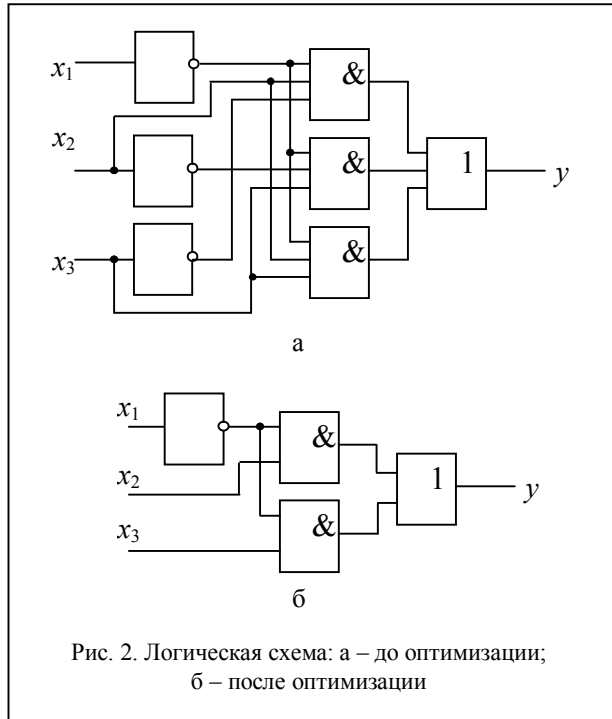 x₁
&
x₂
&
1
y
x₃
&
а
x₁
&
x₂
1
y
x₃
&
б
Рис. 2. Логическая схема: а – до оптимизации;
б – после оптимизации